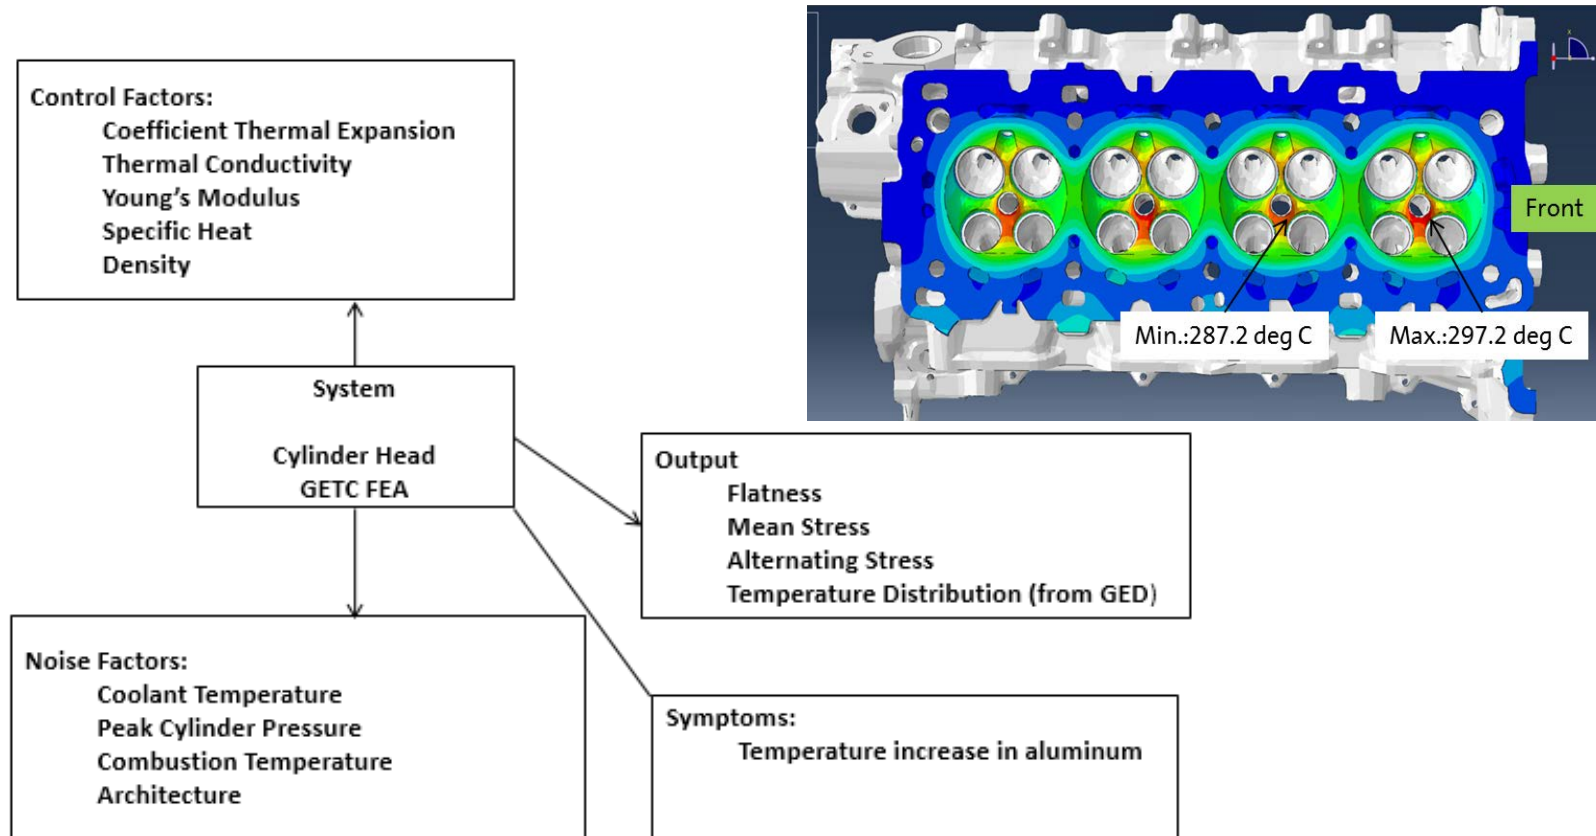 Control Factors:
Coefficient Thermal Expansion
Thermal Conductivity
Young's Modulus
Specific Heat
Density
Front
Min.:287.2 deg C
Max.:297.2 deg C
System
Cylinder Head
GETC FEA
Output
Flatness
Mean Stress
Alternating Stress
Temperature Distribution (from GED)
Noise Factors:
Coolant Temperature
Peak Cylinder Pressure
Combustion Temperature
Architecture
Symptoms:
Temperature increase in aluminum